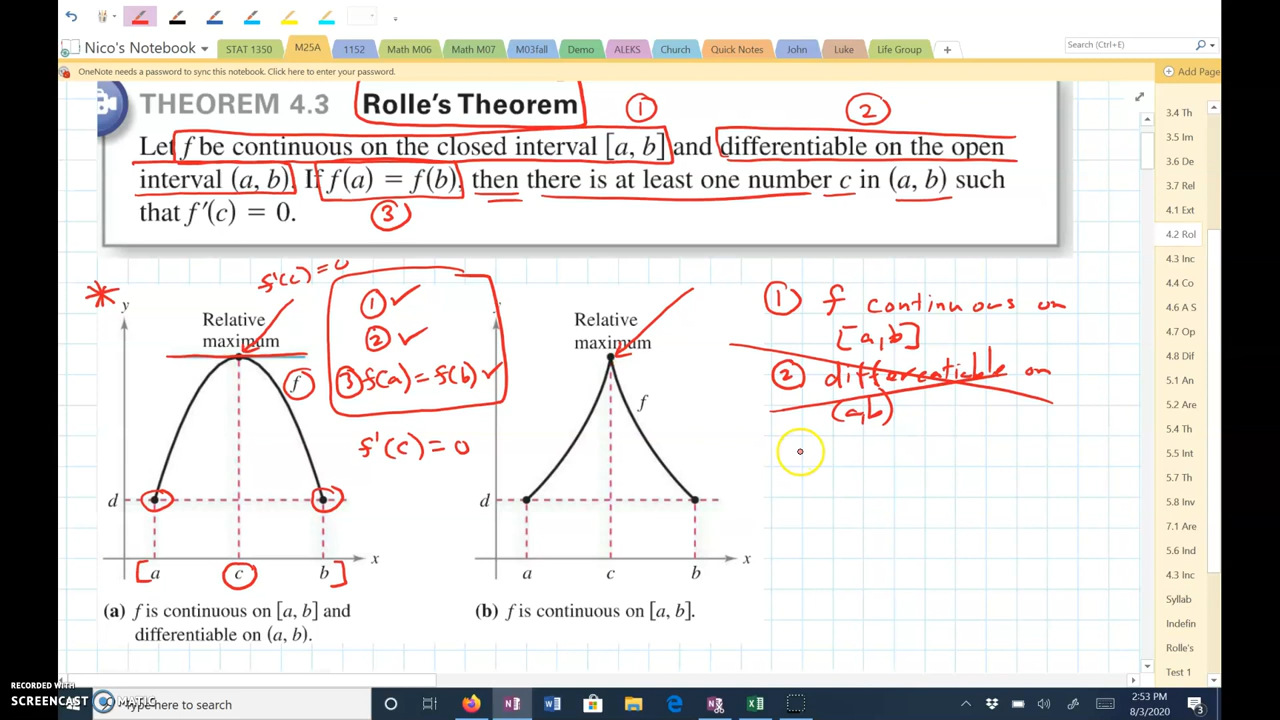 Nico's Notebook
STAT 1350
M25A
1152
Math M06
Math M07
M03fall
Demo
ALEKS
Church
Quick Notes
John
Luke
Life Group
Search (Ctrl+E)
OneNote needs a password to sync this notebook. Click here to enter your password.
Add Page
THEOREM 4.3 Rolle's Theorem
① ②
Let f be continuous on the closed interval [a, b] and differentiable on the open
interval (a, b). If f(a) = f(b), then there is at least one number c in (a, b) such
that f′(c) = 0.
③
f'(c)=0
y
Relative
maximum
f
d
a
c
b
x
① ✓
② ✓
③ f(a)=f(b) ✓
f'(c)=0
[ ]
(a) f is continuous on [a, b] and
differentiable on (a, b).
Relative
maximum
f
d
a
c
b
x
(b) f is continuous on [a, b].
① f continuous on
[a,b]
② differentiable on
(a,b)
3.4 Th
3.5 Im
3.6 De
3.7 Rel
4.1 Ext
4.2 Rol
4.3 Inc
4.4 Co
4.6 A S
4.7 Op
4.8 Dif
5.1 An
5.2 Are
5.4 Th
5.5 Int
5.7 Th
5.8 Inv
7.1 Are
5.6 Ind
4.3 Inc
Syllab
Indefin
Rolle's
Test 1
RECORDED WITH
SCREENCAST MATIC
Type here to search
2:53 PM
8/3/2020